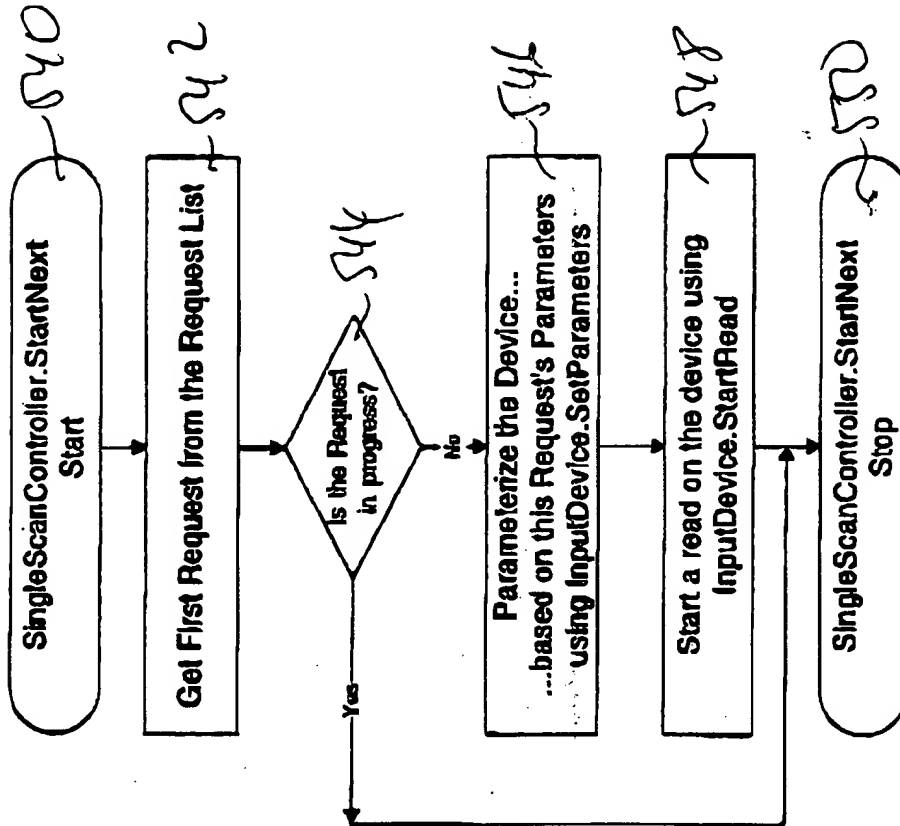 SingleScanController.StartNext
Start
540
Get First Request from the Request List
542
Is the Request
in progress?
544
Yes
No
Parameterize the Device...
...based on this Request's Parameters
using InputDevice.SetParameters
546
Start a read on the device using
InputDevice.StartRead
548
SingleScanController.StartNext
Stop
550